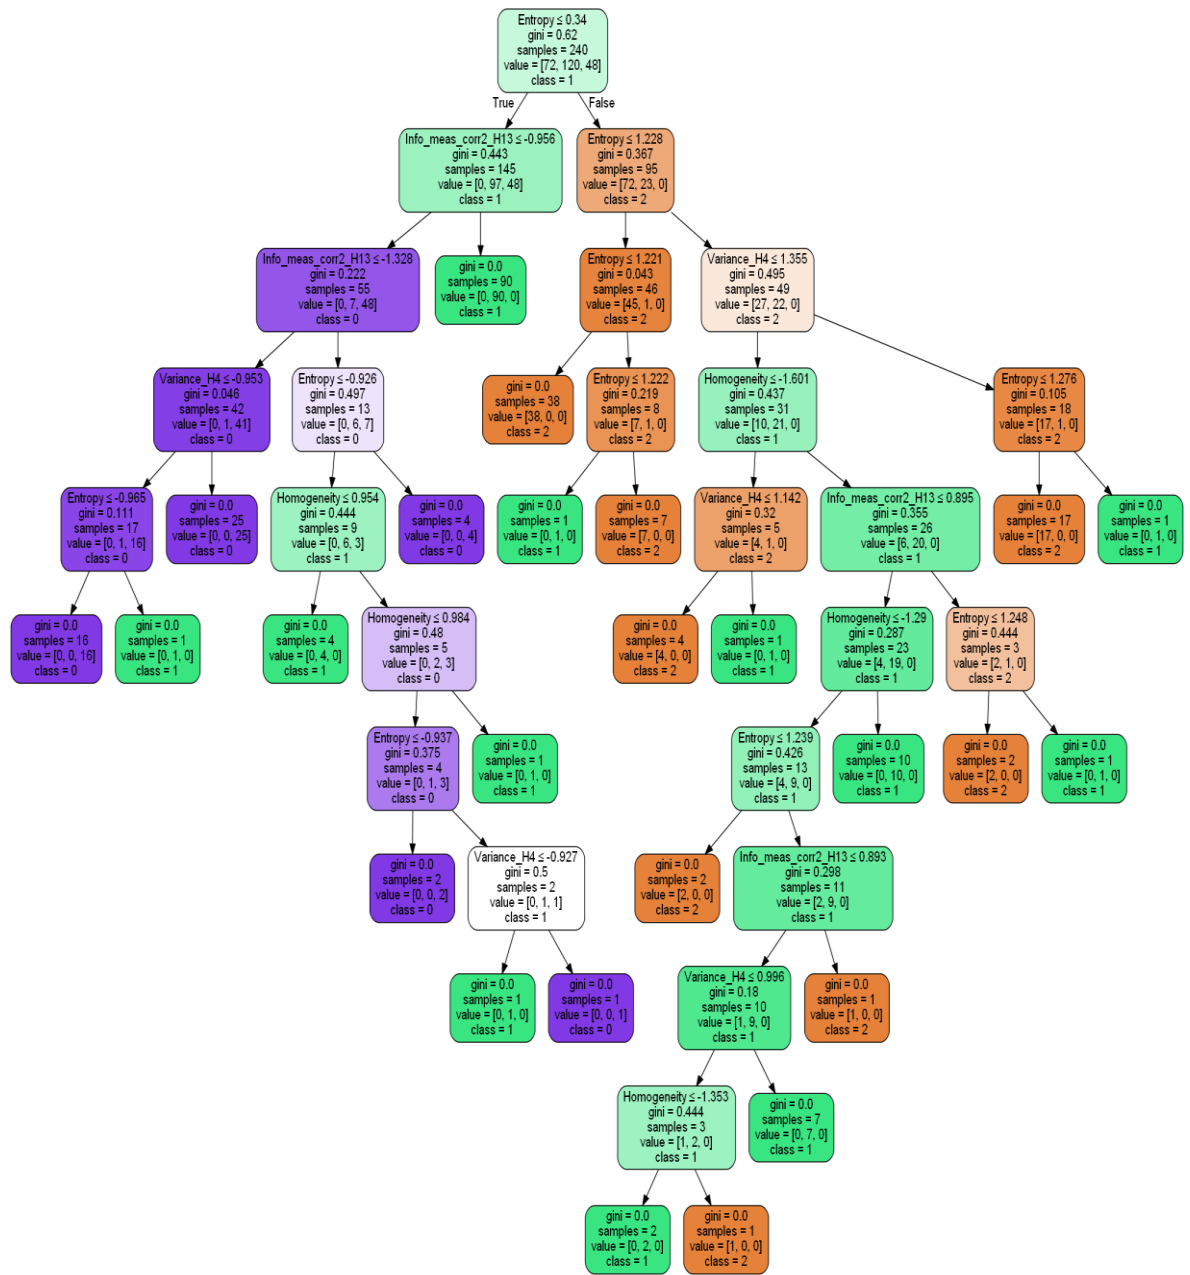 Entropy ≤ 0.34
gini = 0.62
samples = 240
value = [72, 120, 48]
class = 1
True
False
Info_meas_corr2_H13 ≤ -0.956
gini = 0.443
samples = 145
value = [0, 97, 48]
class = 1
Entropy ≤ 1.228
gini = 0.367
samples = 95
value = [72, 23, 0]
class = 2
Info_meas_corr2_H13 ≤ -1.328
gini = 0.222
samples = 55
value = [0, 7, 48]
class = 0
gini = 0.0
samples = 90
value = [0, 90, 0]
class = 1
Entropy ≤ 1.221
gini = 0.043
samples = 46
value = [45, 1, 0]
class = 2
Variance_H4 ≤ 1.355
gini = 0.495
samples = 49
value = [27, 22, 0]
class = 2
Variance_H4 ≤ -0.953
gini = 0.046
samples = 42
value = [0, 1, 41]
class = 0
Entropy ≤ -0.926
gini = 0.497
samples = 13
value = [0, 6, 7]
class = 0
gini = 0.0
samples = 38
value = [38, 0, 0]
class = 2
Entropy ≤ 1.222
gini = 0.219
samples = 8
value = [7, 1, 0]
class = 2
Homogeneity ≤ -1.601
gini = 0.437
samples = 31
value = [10, 21, 0]
class = 1
Entropy ≤ 1.276
gini = 0.105
samples = 18
value = [17, 1, 0]
class = 2
Entropy ≤ -0.965
gini = 0.111
samples = 17
value = [0, 1, 16]
class = 0
gini = 0.0
samples = 25
value = [0, 0, 25]
class = 0
Homogeneity ≤ 0.954
gini = 0.444
samples = 9
value = [0, 6, 3]
class = 1
gini = 0.0
samples = 4
value = [0, 0, 4]
class = 0
gini = 0.0
samples = 1
value = [0, 1, 0]
class = 1
gini = 0.0
samples = 7
value = [7, 0, 0]
class = 2
Variance_H4 ≤ 1.142
gini = 0.32
samples = 5
value = [4, 1, 0]
class = 2
Info_meas_corr2_H13 ≤ 0.895
gini = 0.355
samples = 26
value = [6, 20, 0]
class = 1
gini = 0.0
samples = 17
value = [17, 0, 0]
class = 2
gini = 0.0
samples = 1
value = [0, 1, 0]
class = 1
gini = 0.0
samples = 16
value = [0, 0, 16]
class = 0
gini = 0.0
samples = 1
value = [0, 1, 0]
class = 1
gini = 0.0
samples = 4
value = [0, 4, 0]
class = 1
Homogeneity ≤ 0.984
gini = 0.48
samples = 5
value = [0, 2, 3]
class = 0
gini = 0.0
samples = 4
value = [4, 0, 0]
class = 2
gini = 0.0
samples = 1
value = [0, 1, 0]
class = 1
Homogeneity ≤ -1.29
gini = 0.287
samples = 23
value = [4, 19, 0]
class = 1
Entropy ≤ 1.248
gini = 0.444
samples = 3
value = [2, 1, 0]
class = 2
Entropy ≤ -0.937
gini = 0.375
samples = 4
value = [0, 1, 3]
class = 0
gini = 0.0
samples = 1
value = [0, 1, 0]
class = 1
Entropy ≤ 1.239
gini = 0.426
samples = 13
value = [4, 9, 0]
class = 1
gini = 0.0
samples = 10
value = [0, 10, 0]
class = 1
gini = 0.0
samples = 2
value = [2, 0, 0]
class = 2
gini = 0.0
samples = 1
value = [0, 1, 0]
class = 1
gini = 0.0
samples = 2
value = [0, 0, 2]
class = 0
Variance_H4 ≤ -0.927
gini = 0.5
samples = 2
value = [0, 1, 1]
class = 1
gini = 0.0
samples = 2
value = [2, 0, 0]
class = 2
Info_meas_corr2_H13 ≤ 0.893
gini = 0.298
samples = 11
value = [2, 9, 0]
class = 1
gini = 0.0
samples = 1
value = [0, 1, 0]
class = 1
gini = 0.0
samples = 1
value = [0, 0, 1]
class = 0
Variance_H4 ≤ 0.996
gini = 0.18
samples = 10
value = [1, 9, 0]
class = 1
gini = 0.0
samples = 1
value = [1, 0, 0]
class = 2
Homogeneity ≤ -1.353
gini = 0.444
samples = 3
value = [1, 2, 0]
class = 1
gini = 0.0
samples = 7
value = [0, 7, 0]
class = 1
gini = 0.0
samples = 2
value = [0, 2, 0]
class = 1
gini = 0.0
samples = 1
value = [1, 0, 0]
class = 2